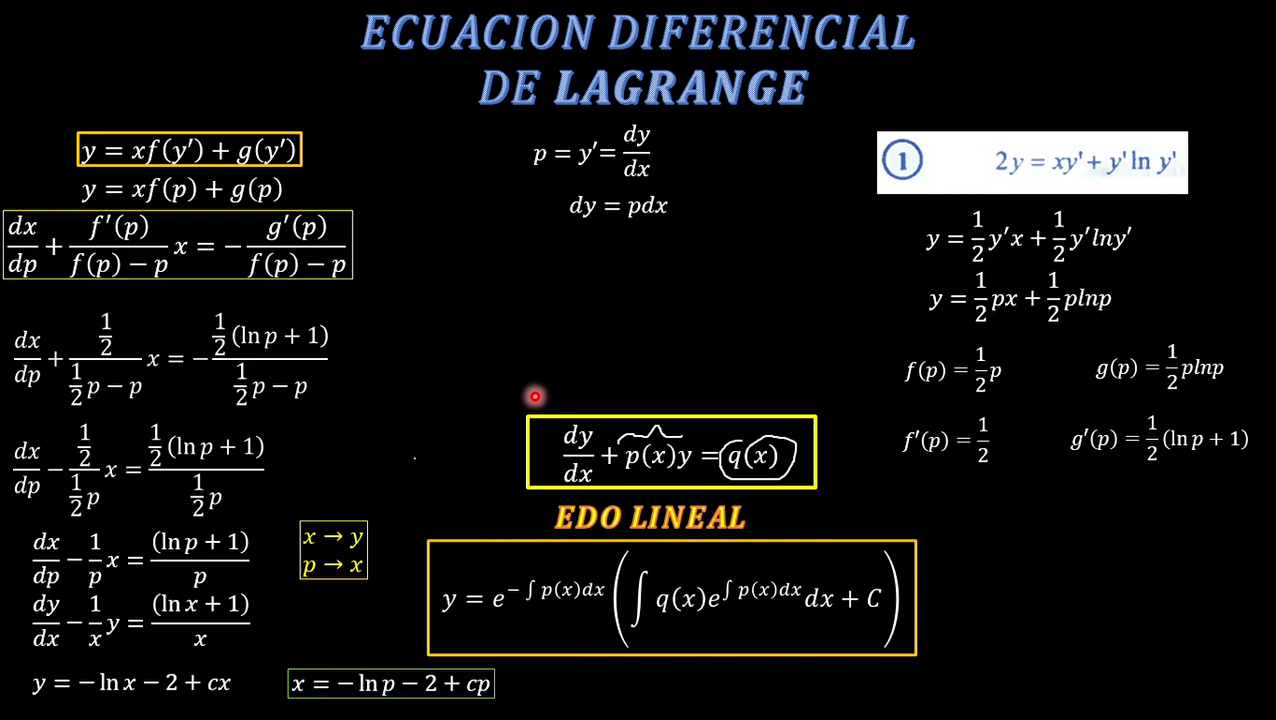 ECUACION DIFERENCIAL
DE LAGRANGE
y = xf(y′) + g(y′)
y = xf(p) + g(p)
dx/dp + f′(p)/(f(p) − p) x = − g′(p)/(f(p) − p)
dx/dp + (1/2)/(1/2 p − p) x = − (1/2 (ln p + 1))/(1/2 p − p)
dx/dp − (1/2)/(1/2 p) x = (1/2 (ln p + 1))/(1/2 p)
dx/dp − 1/p x = (ln p + 1)/p
dy/dx − 1/x y = (ln x + 1)/x
y = − ln x − 2 + cx
x → y
p → x
x = − ln p − 2 + cp
p = y′= dy/dx
dy = pdx
dy/dx + p(x)y = q(x)
EDO LINEAL
y = e^(− ∫ p(x)dx) (∫ q(x)e^(∫ p(x)dx) dx + C)
1 2y = xy' + y' ln y'
y = 1/2 y′x + 1/2 y′lny′
y = 1/2 px + 1/2 plnp
f(p) = 1/2 p
g(p) = 1/2 plnp
f′(p) = 1/2
g′(p) = 1/2 (ln p + 1)